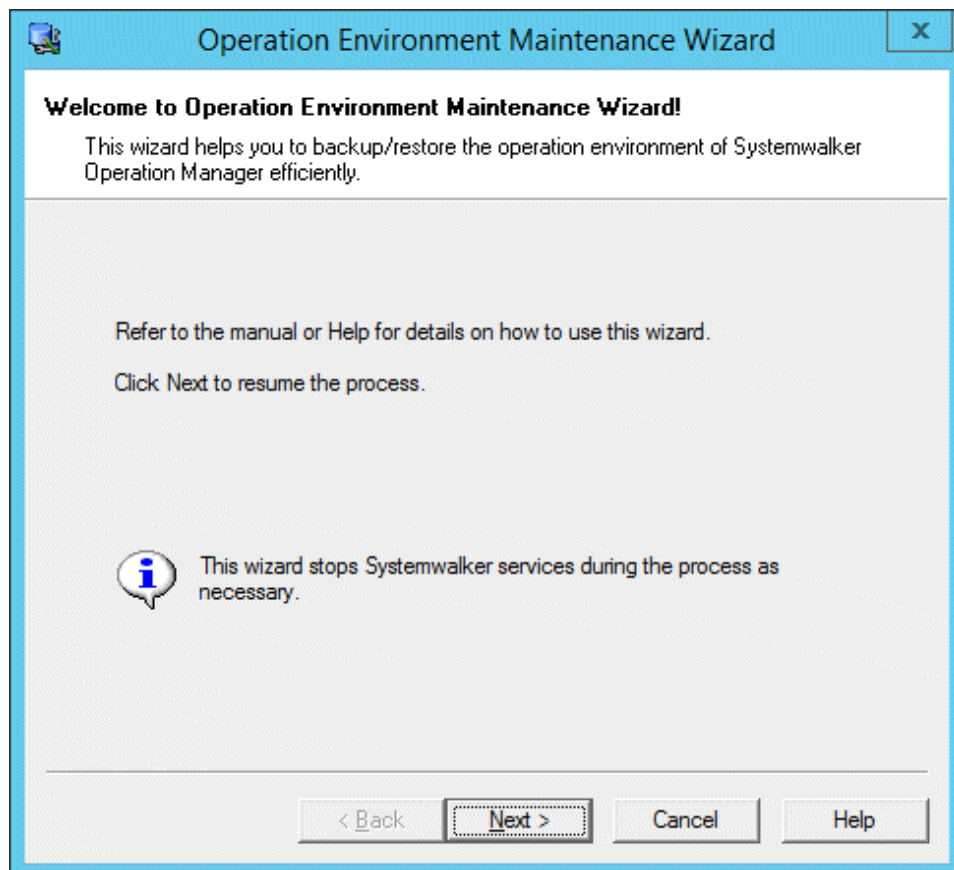 Operation Environment Maintenance Wizard
x
Welcome to Operation Environment Maintenance Wizard!
This wizard helps you to backup/restore the operation environment of Systemwalker
Operation Manager efficiently.
Refer to the manual or Help for details on how to use this wizard.
Click Next to resume the process.
This wizard stops Systemwalker services during the process as
necessary.
< Back
Next >
Cancel
Help